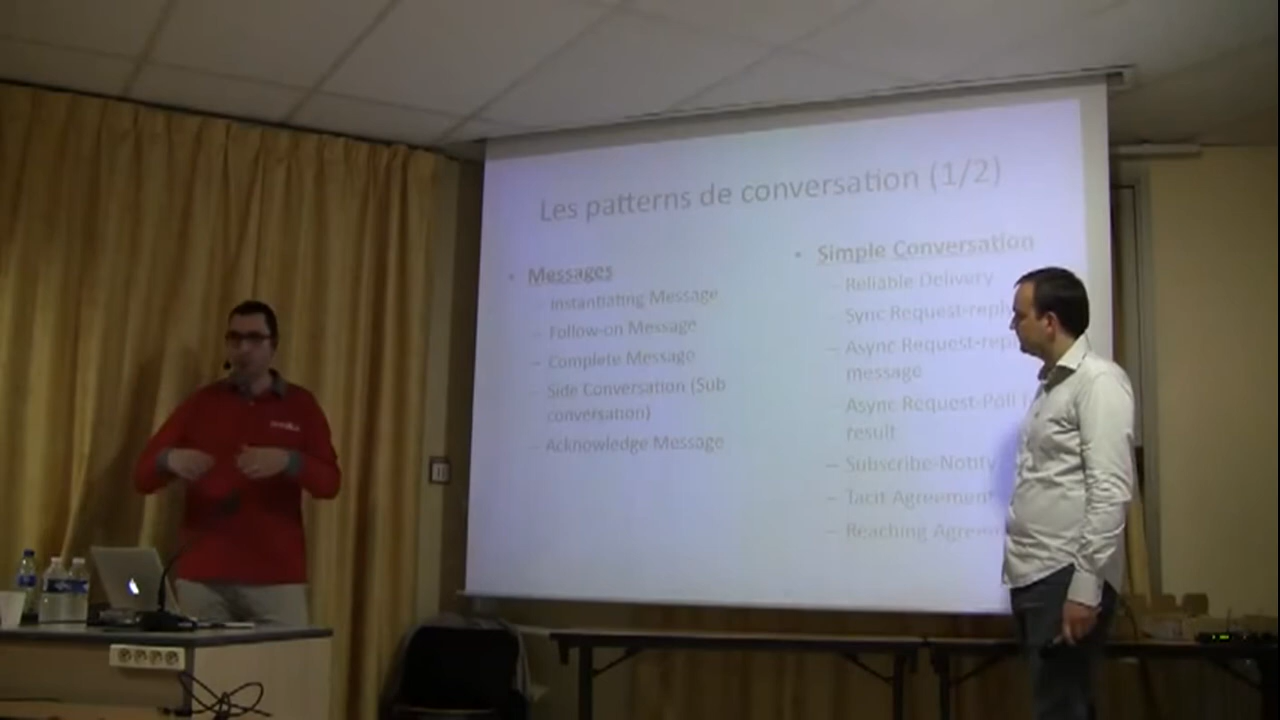 Les patterns de conversation (1/2)
• Messages
– Instantiating Message
– Follow-on Message
– Complete Message
– Side Conversation (Sub
conversation)
– Acknowledge Message
• Simple Conversation
– Reliable Delivery
– Sync Request-reply
– Async Request-
message
– Async Request-Poll
result
– Subscribe-Notify
– Tacit Agreement
– Reaching